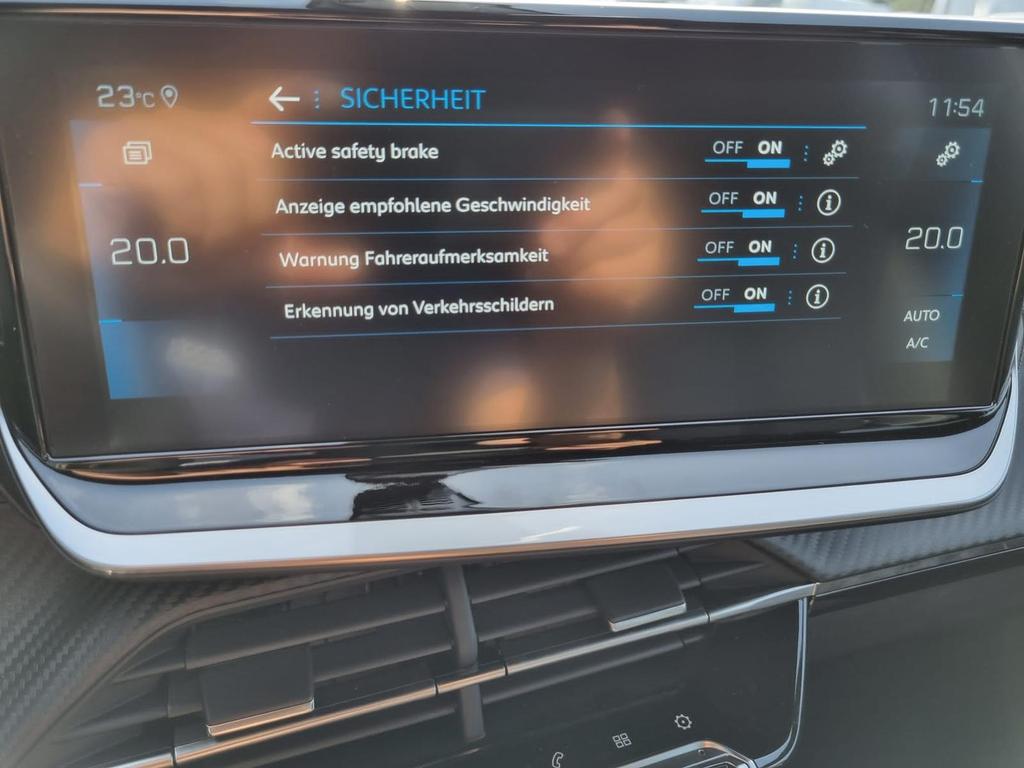 23°C
SICHERHEIT
11:54
Active safety brake OFF ON
Anzeige empfohlene Geschwindigkeit OFF ON
20.0
20.0
Warnung Fahreraufmerksamkeit OFF ON
Erkennung von Verkehrsschildern OFF ON
AUTO
A/C